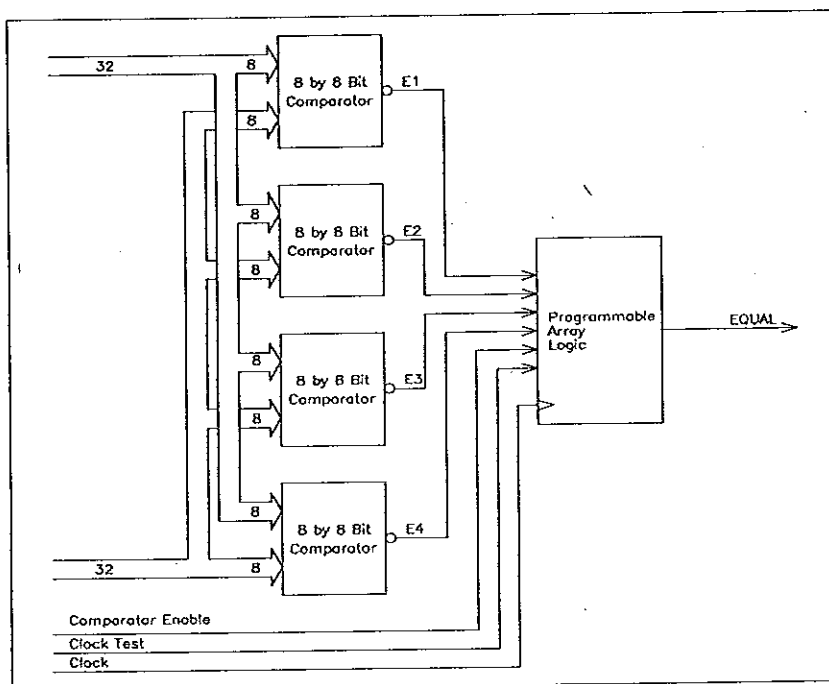 32
8
8
8 by 8 Bit
Comparator
E1
8
8
8 by 8 Bit
Comparator
E2
8
8
8 by 8 Bit
Comparator
E3
8
8
8 by 8 Bit
Comparator
E4
32
Programmable
Array
Logic
EQUAL
Comparator Enable
Clock Test
Clock